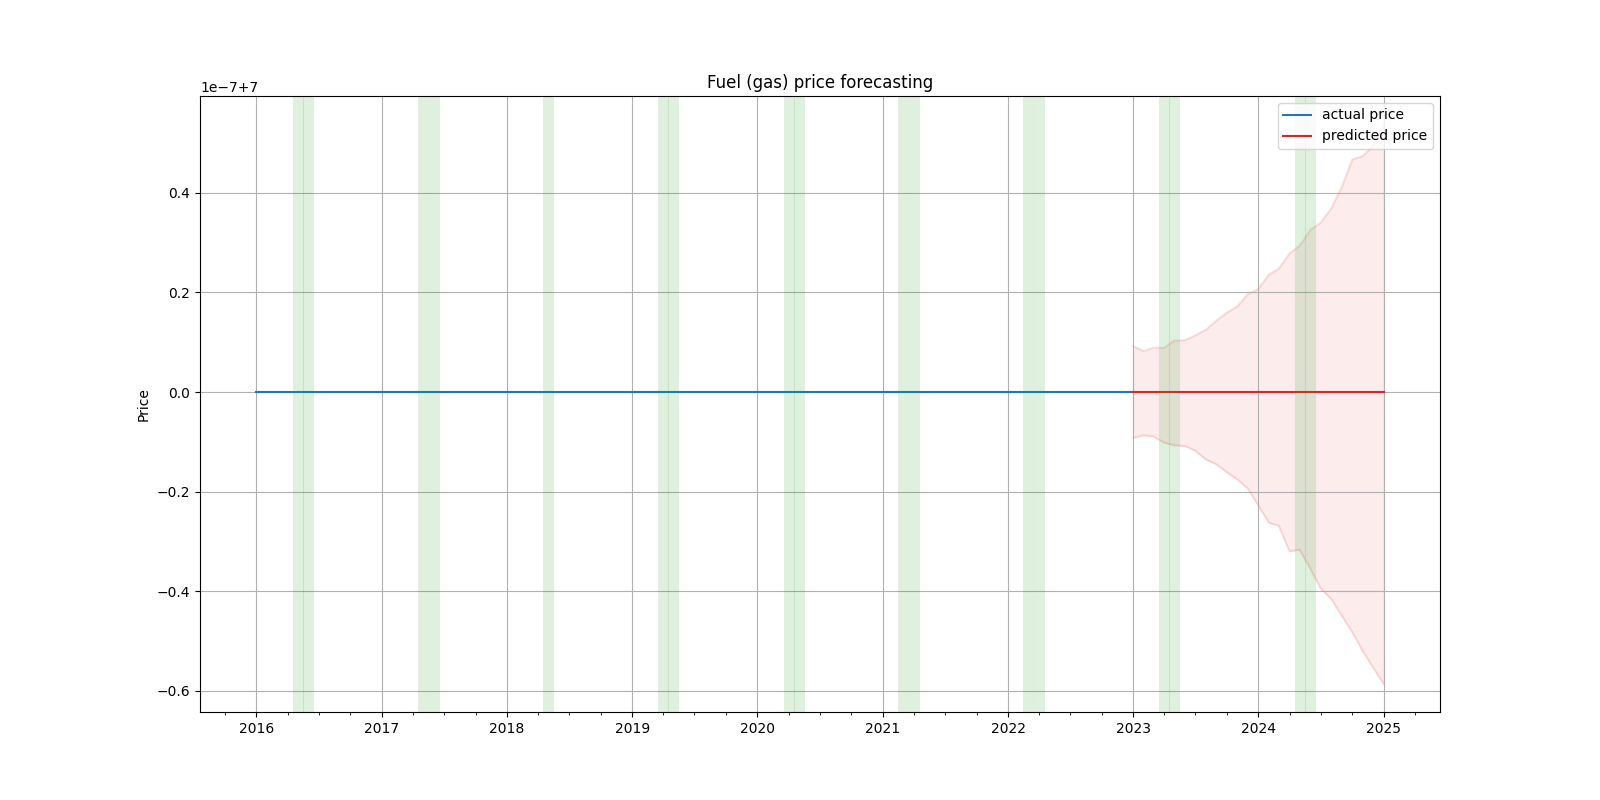 Fuel (gas) price forecasting
1e−7+7
actual price
predicted price
0.4
0.2
0.0
−0.2
−0.4
−0.6
Price
2016 2017 2018 2019 2020 2021 2022 2023 2024 2025